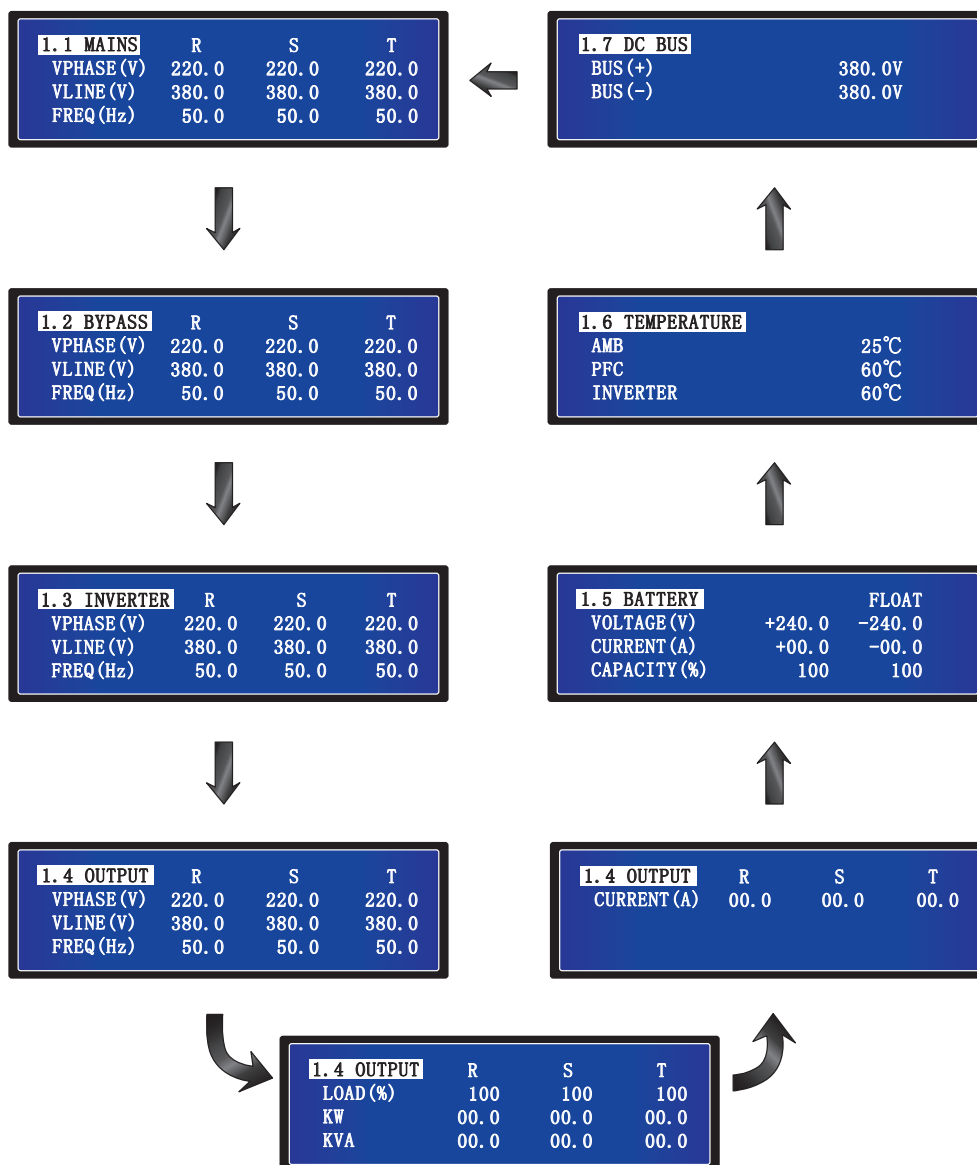 1.1 MAINS R S T
VPHASE(V) 220.0 220.0 220.0
VLINE(V) 380.0 380.0 380.0
FREQ(Hz) 50.0 50.0 50.0
1.2 BYPASS R S T
VPHASE(V) 220.0 220.0 220.0
VLINE(V) 380.0 380.0 380.0
FREQ(Hz) 50.0 50.0 50.0
1.3 INVERTER R S T
VPHASE(V) 220.0 220.0 220.0
VLINE(V) 380.0 380.0 380.0
FREQ(Hz) 50.0 50.0 50.0
1.4 OUTPUT R S T
VPHASE(V) 220.0 220.0 220.0
VLINE(V) 380.0 380.0 380.0
FREQ(Hz) 50.0 50.0 50.0
1.4 OUTPUT R S T
LOAD(%) 100 100 100
KW 00.0 00.0 00.0
KVA 00.0 00.0 00.0
1.4 OUTPUT R S T
CURRENT(A) 00.0 00.0 00.0
1.5 BATTERY FLOAT
VOLTAGE(V) +240.0 -240.0
CURRENT(A) +00.0 -00.0
CAPACITY(%) 100 100
1.6 TEMPERATURE
AMB 25℃
PFC 60℃
INVERTER 60℃
1.7 DC BUS
BUS(+) 380.0V
BUS(-) 380.0V